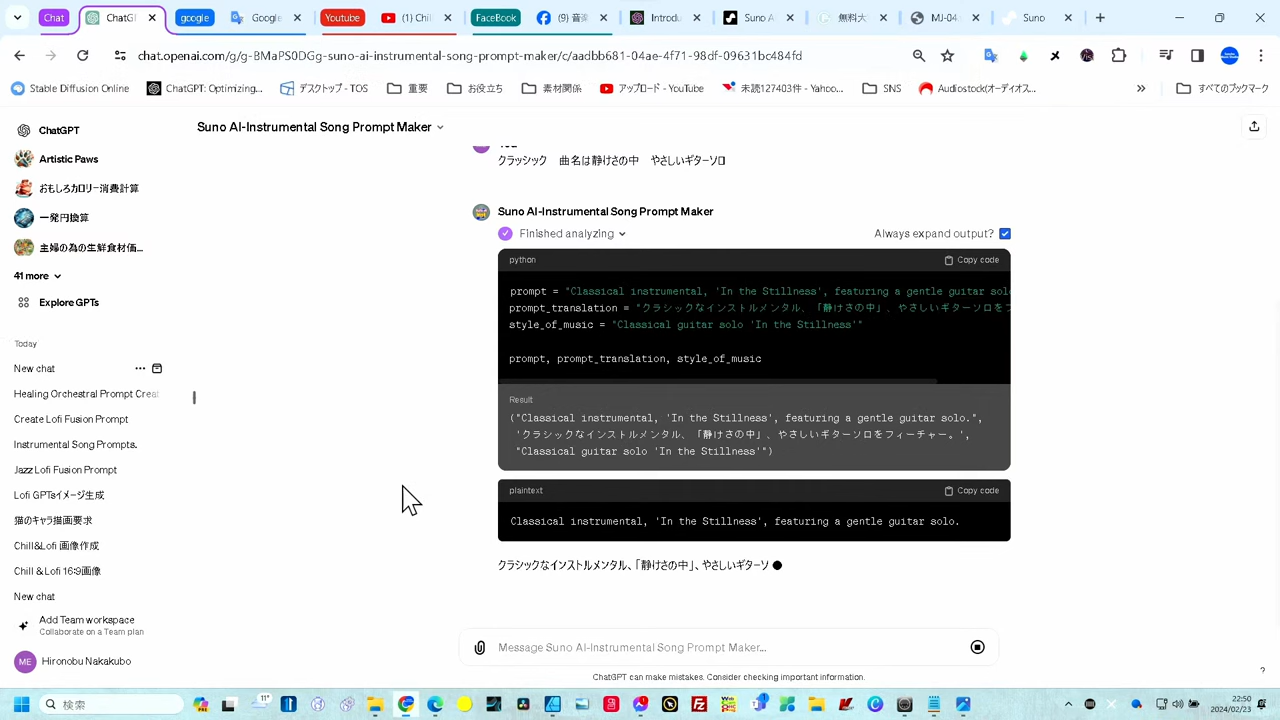 Chat
ChatG
google
Google
Youtube
(1) Chi
FaceBook
(9) 音楽
Introdu
Suno A
無料大
MJ-04
Suno
chat.openai.com/g/g-BMaPS0DGg-suno-ai-instrumental-song-prompt-maker/c/aadbb681-04ae-4f71-98df-09631bc484fd
Stable Diffusion Online
ChatGPT: Optimizing...
デスクトップ - TOS
重要
お役立ち
素材関係
アップロード - YouTube
未読127403件 - Yahoo...
SNS
Audiostock(オーディオス...
すべてのブックマーク
ChatGPT
Suno AI-Instrumental Song Prompt Maker
Artistic Paws
おもしろカロリー消費計算
一発円換算
主婦の為の生鮮食材価...
41 more
Explore GPTs
Today
New chat
Healing Orchestral Prompt Crea
Create Lofi Fusion Prompt
Instrumental Song Prompts.
Jazz Lofi Fusion Prompt
Lofi GPTsイメージ生成
猫のキャラ描画要求
Chill&Lofi 画像作成
Chill &Lofi 16:9画像
New chat
Add Team workspace
Collaborate on a Team plan
ME
Hironobu Nakakubo
クラッシック　曲名は静けさの中　やさしいギターソロ
Suno AI-Instrumental Song Prompt Maker
Finished analyzing
Always expand output?
python
Copy code
prompt = "Classical instrumental, 'In the Stillness', featuring a gentle guitar solo
prompt_translation = "クラシックなインストルメンタル、「静けさの中」、やさしいギターソロをフ
style_of_music = "Classical guitar solo 'In the Stillness'"
prompt, prompt_translation, style_of_music
Result
("Classical instrumental, 'In the Stillness', featuring a gentle guitar solo.",
'クラシックなインストルメンタル、「静けさの中」、やさしいギターソロをフィーチャー。',
"Classical guitar solo 'In the Stillness'")
plaintext
Copy code
Classical instrumental, 'In the Stillness', featuring a gentle guitar solo.
クラシックなインストルメンタル、「静けさの中」、やさしいギターソ
Message Suno AI-Instrumental Song Prompt Maker...
ChatGPT can make mistakes. Consider checking important information.
?
検索
11°
22:50
2024/02/23